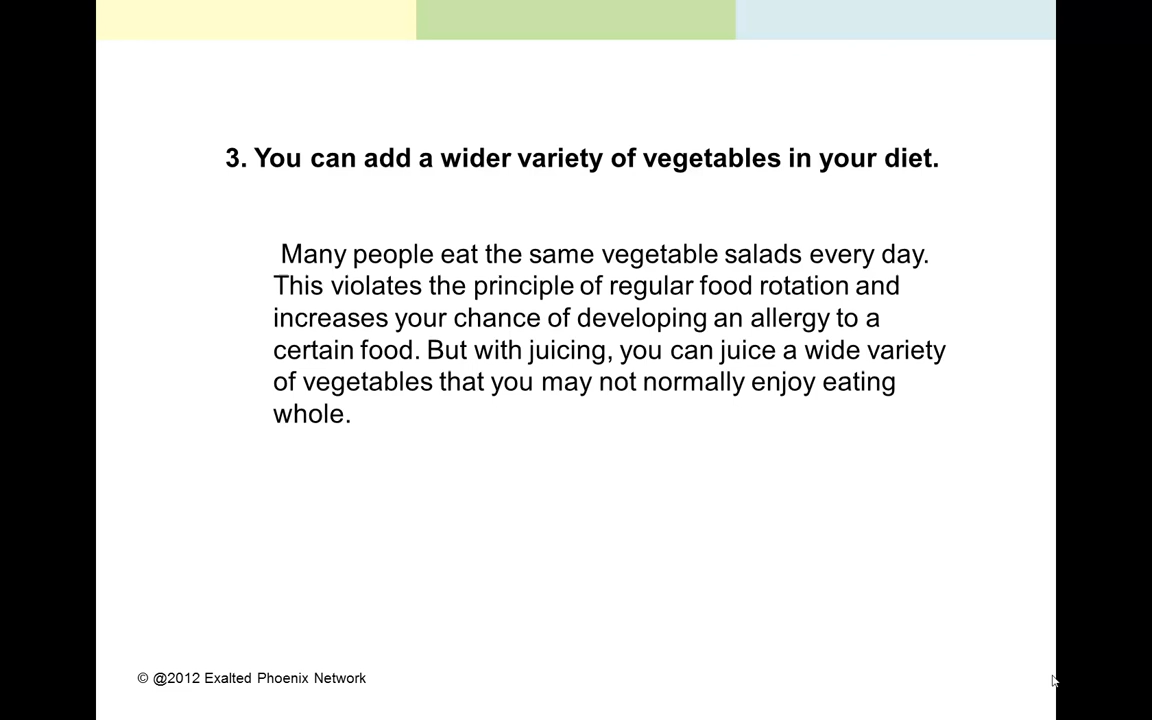 3. You can add a wider variety of vegetables in your diet.
Many people eat the same vegetable salads every day.
This violates the principle of regular food rotation and
increases your chance of developing an allergy to a
certain food. But with juicing, you can juice a wide variety
of vegetables that you may not normally enjoy eating
whole.
© @2012 Exalted Phoenix Network